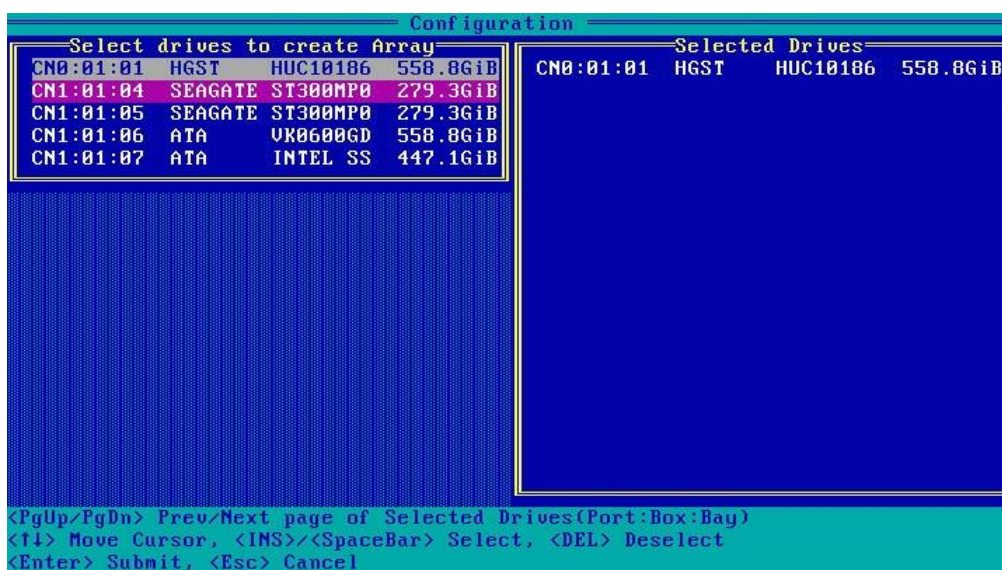 Configuration
Select drives to create Array
CN0:01:01 HGST HUC10186 558.8GiB
CN1:01:04 SEAGATE ST300MP0 279.3GiB
CN1:01:05 SEAGATE ST300MP0 279.3GiB
CN1:01:06 ATA VK0600GD 558.8GiB
CN1:01:07 ATA INTEL SS 447.1GiB
Selected Drives
CN0:01:01 HGST HUC10186 558.8GiB
<PgUp/PgDn> Prev/Next page of Selected Drives(Port:Box:Bay)
<↑↓> Move Cursor, <INS>/<SpaceBar> Select, <DEL> Deselect
<Enter> Submit, <Esc> Cancel